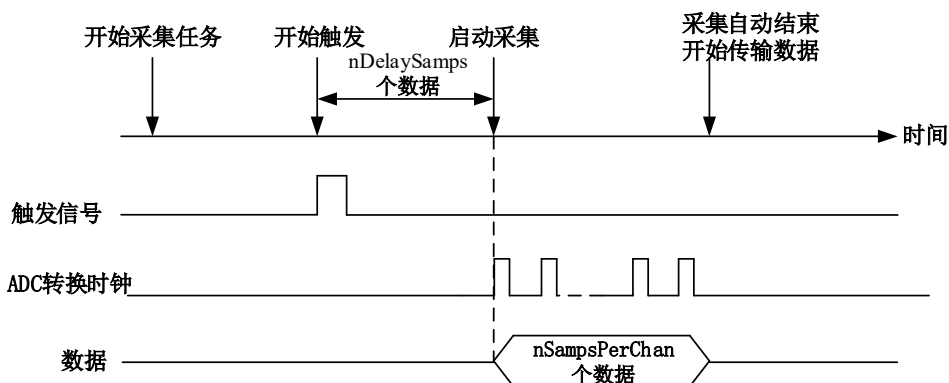 开始采集任务
开始触发
启动采集
采集自动结束
开始传输数据
nDelaySamps
个数据
时间
触发信号
ADC转换时钟
数据
nSampsPerChan
个数据